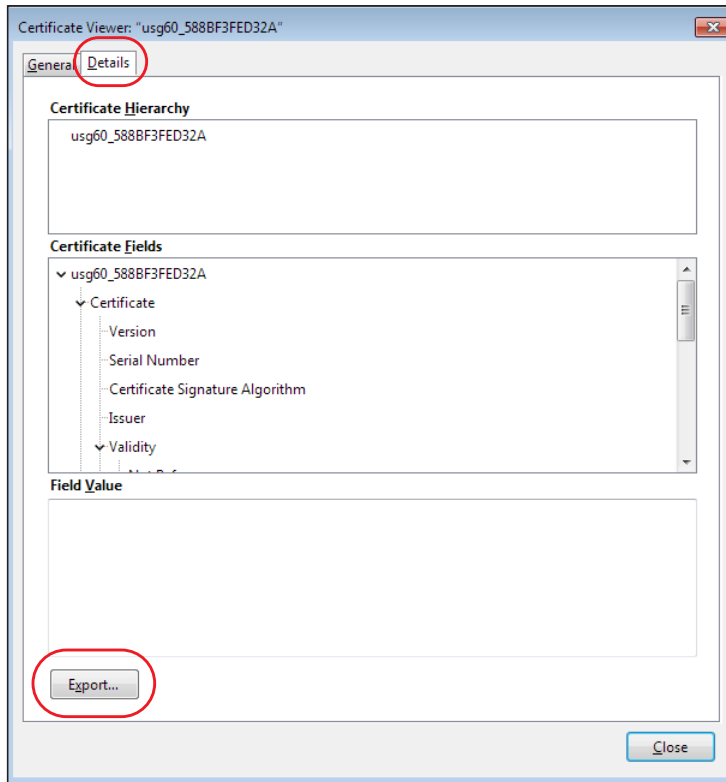 Certificate Viewer: "usg60_588BF3FED32A"
General
Details
Certificate Hierarchy
usg60_588BF3FED32A
Certificate Fields
usg60_588BF3FED32A
Certificate
Version
Serial Number
Certificate Signature Algorithm
Issuer
Validity
Field Value
Export...
Close